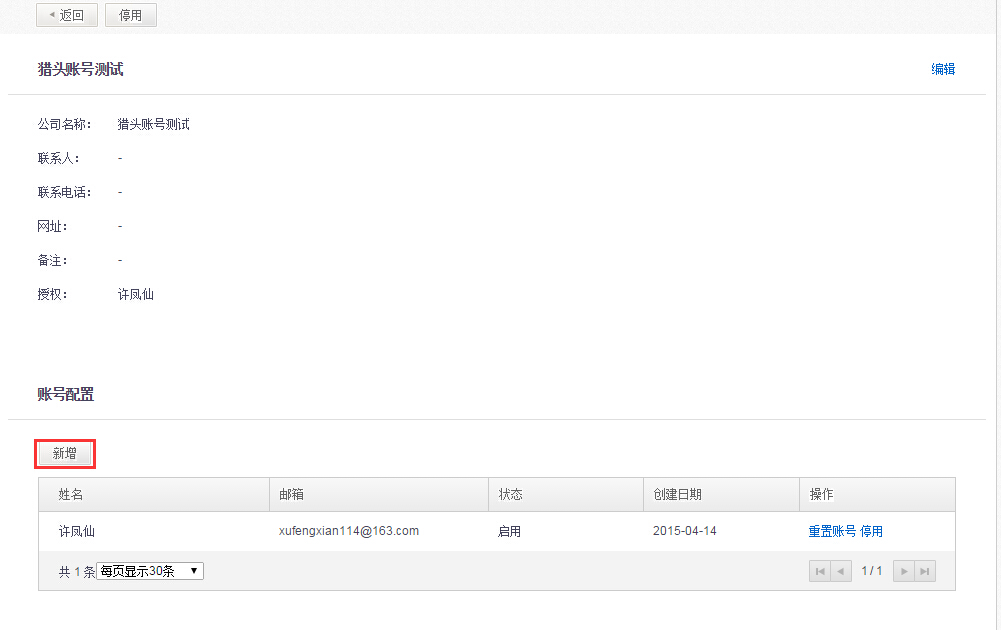 返回 停用
猎头账号测试 编辑
公司名称： 猎头账号测试
联系人： -
联系电话： -
网址： -
备注： -
授权： 许凤仙
账号配置
新增
姓名 邮箱 状态 创建日期 操作
许凤仙 xufengxian114@163.com 启用 2015-04-14 重置账号 停用
共 1 条 每页显示30条 1 / 1